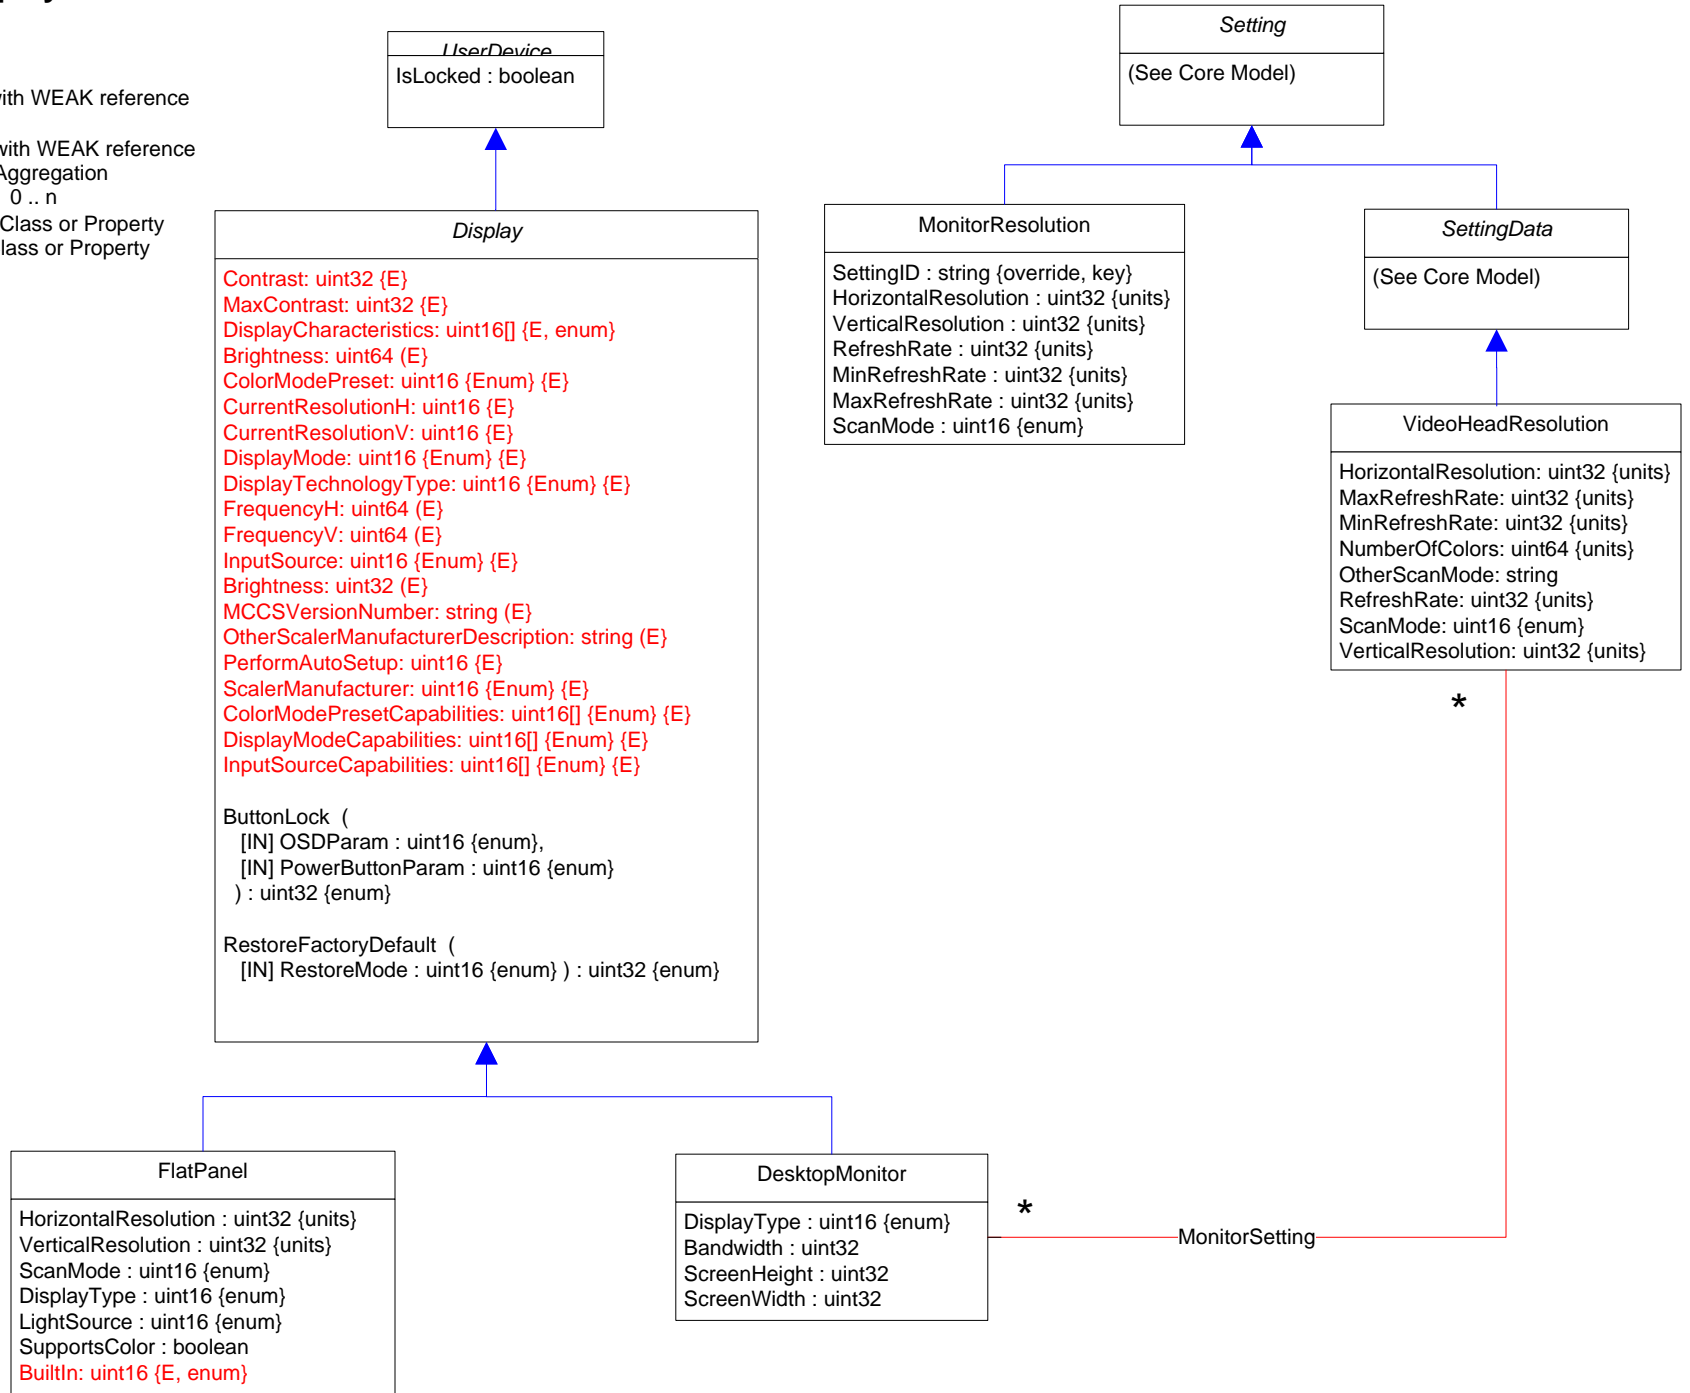 UserDevice
IsLocked : boolean
with WEAK reference
with WEAK reference
Aggregation
0 .. n
Class or Property
lass or Property
Setting
(See Core Model)
Display
Contrast: uint32 {E}
MaxContrast: uint32 {E}
DisplayCharacteristics: uint16[] {E, enum}
Brightness: uint64 (E}
ColorModePreset: uint16 {Enum} {E}
CurrentResolutionH: uint16 {E}
CurrentResolutionV: uint16 {E}
DisplayMode: uint16 {Enum} {E}
DisplayTechnologyType: uint16 {Enum} {E}
FrequencyH: uint64 (E}
FrequencyV: uint64 (E}
InputSource: uint16 {Enum} {E}
Brightness: uint32 (E}
MCCSVersionNumber: string (E}
OtherScalerManufacturerDescription: string (E}
PerformAutoSetup: uint16 {E}
ScalerManufacturer: uint16 {Enum} {E}
ColorModePresetCapabilities: uint16[] {Enum} {E}
DisplayModeCapabilities: uint16[] {Enum} {E}
InputSourceCapabilities: uint16[] {Enum} {E}
ButtonLock (
[IN] OSDParam : uint16 {enum},
[IN] PowerButtonParam : uint16 {enum}
) : uint32 {enum}
RestoreFactoryDefault (
[IN] RestoreMode : uint16 {enum} ) : uint32 {enum}
MonitorResolution
SettingID : string {override, key}
HorizontalResolution : uint32 {units}
VerticalResolution : uint32 {units}
RefreshRate : uint32 {units}
MinRefreshRate : uint32 {units}
MaxRefreshRate : uint32 {units}
ScanMode : uint16 {enum}
SettingData
(See Core Model)
VideoHeadResolution
HorizontalResolution: uint32 {units}
MaxRefreshRate: uint32 {units}
MinRefreshRate: uint32 {units}
NumberOfColors: uint64 {units}
OtherScanMode: string
RefreshRate: uint32 {units}
ScanMode: uint16 {enum}
VerticalResolution: uint32 {units}
*
FlatPanel
HorizontalResolution : uint32 {units}
VerticalResolution : uint32 {units}
ScanMode : uint16 {enum}
DisplayType : uint16 {enum}
LightSource : uint16 {enum}
SupportsColor : boolean
BuiltIn: uint16 {E, enum}
DesktopMonitor
DisplayType : uint16 {enum}
Bandwidth : uint32
ScreenHeight : uint32
ScreenWidth : uint32
*
MonitorSetting